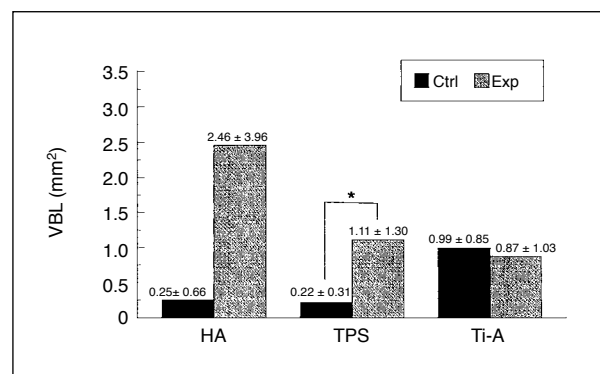 3.5
3.0
2.5
2.0
1.5
1.0
0.5
0
VBL (mm²)
Ctrl Exp
2.46 ± 3.96
*
1.11 ± 1.30
0.99 ± 0.85
0.87 ± 1.03
0.25± 0.66
0.22 ± 0.31
HA TPS Ti-A